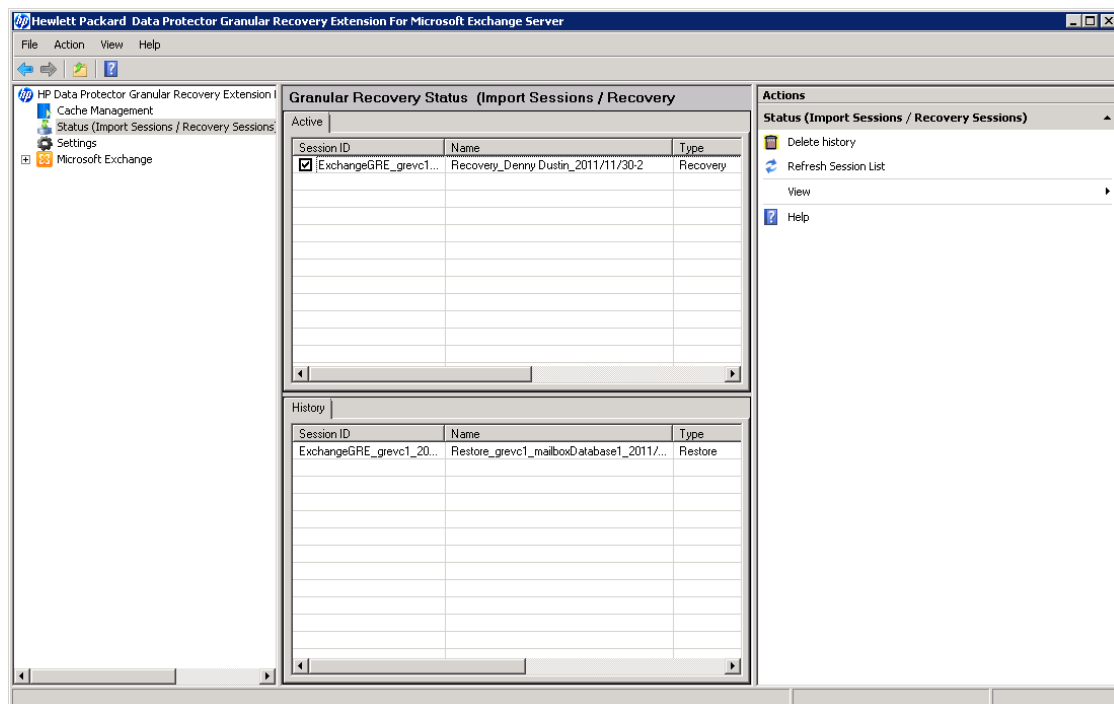 Hewlett Packard Data Protector Granular Recovery Extension For Microsoft Exchange Server
File Action View Help
HP Data Protector Granular Recovery Extension
Cache Management
Status (Import Sessions / Recovery Sessions
Settings
Microsoft Exchange
Granular Recovery Status (Import Sessions / Recovery
Active
Session ID Name Type
ExchangeGRE_grevc1... Recovery_Denny Dustin_2011/11/30-2 Recovery
History
Session ID Name Type
ExchangeGRE_grevc1_20... Restore_grevc1_mailboxDatabase1_2011/... Restore
Actions
Status (Import Sessions / Recovery Sessions)
Delete history
Refresh Session List
View
Help